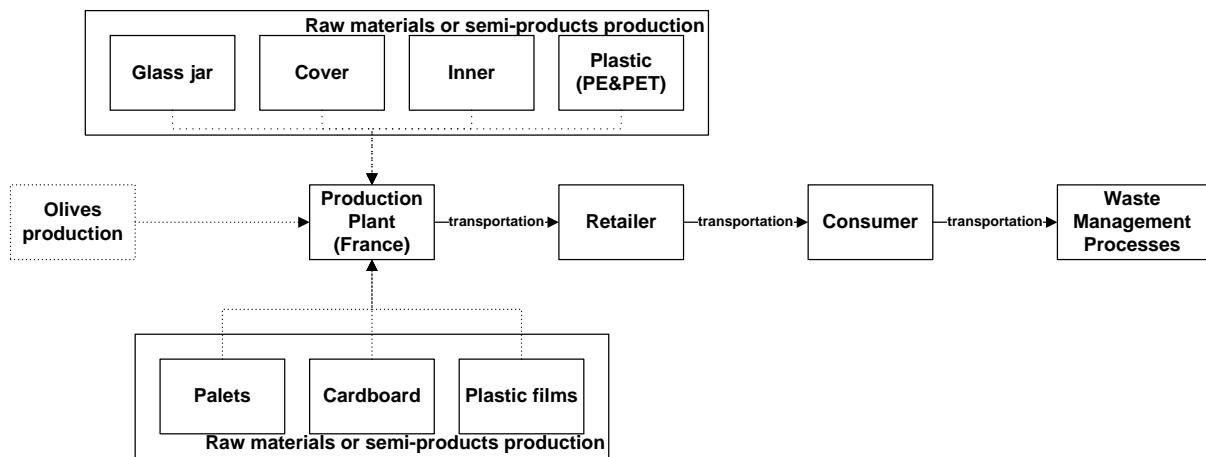 Raw materials or semi-products production
Glass jar
Cover
Inner
Plastic
(PE&PET)
Olives
production
Production
Plant
(France)
transportation
Retailer
transportation
Consumer
transportation
Waste
Management
Processes
Palets
Cardboard
Plastic films
Raw materials or semi-products production